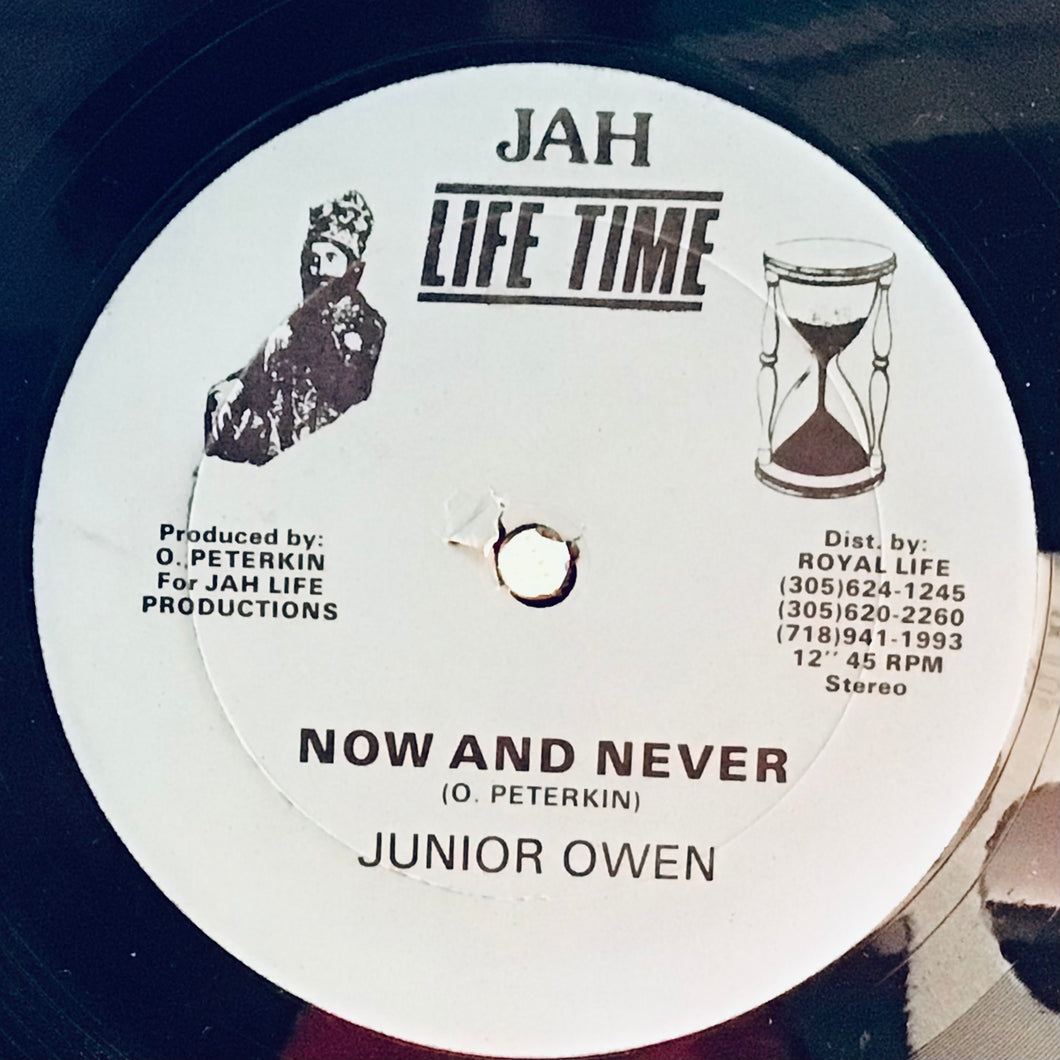 JAH
LIFE TIME
Produced by:
O. PETERKIN
For JAH LIFE
PRODUCTIONS
Dist. by:
ROYAL LIFE
(305)624-1245
(305)620-2260
(718)941-1993
12'' 45 RPM
Stereo
NOW AND NEVER
(O. PETERKIN)
JUNIOR OWEN